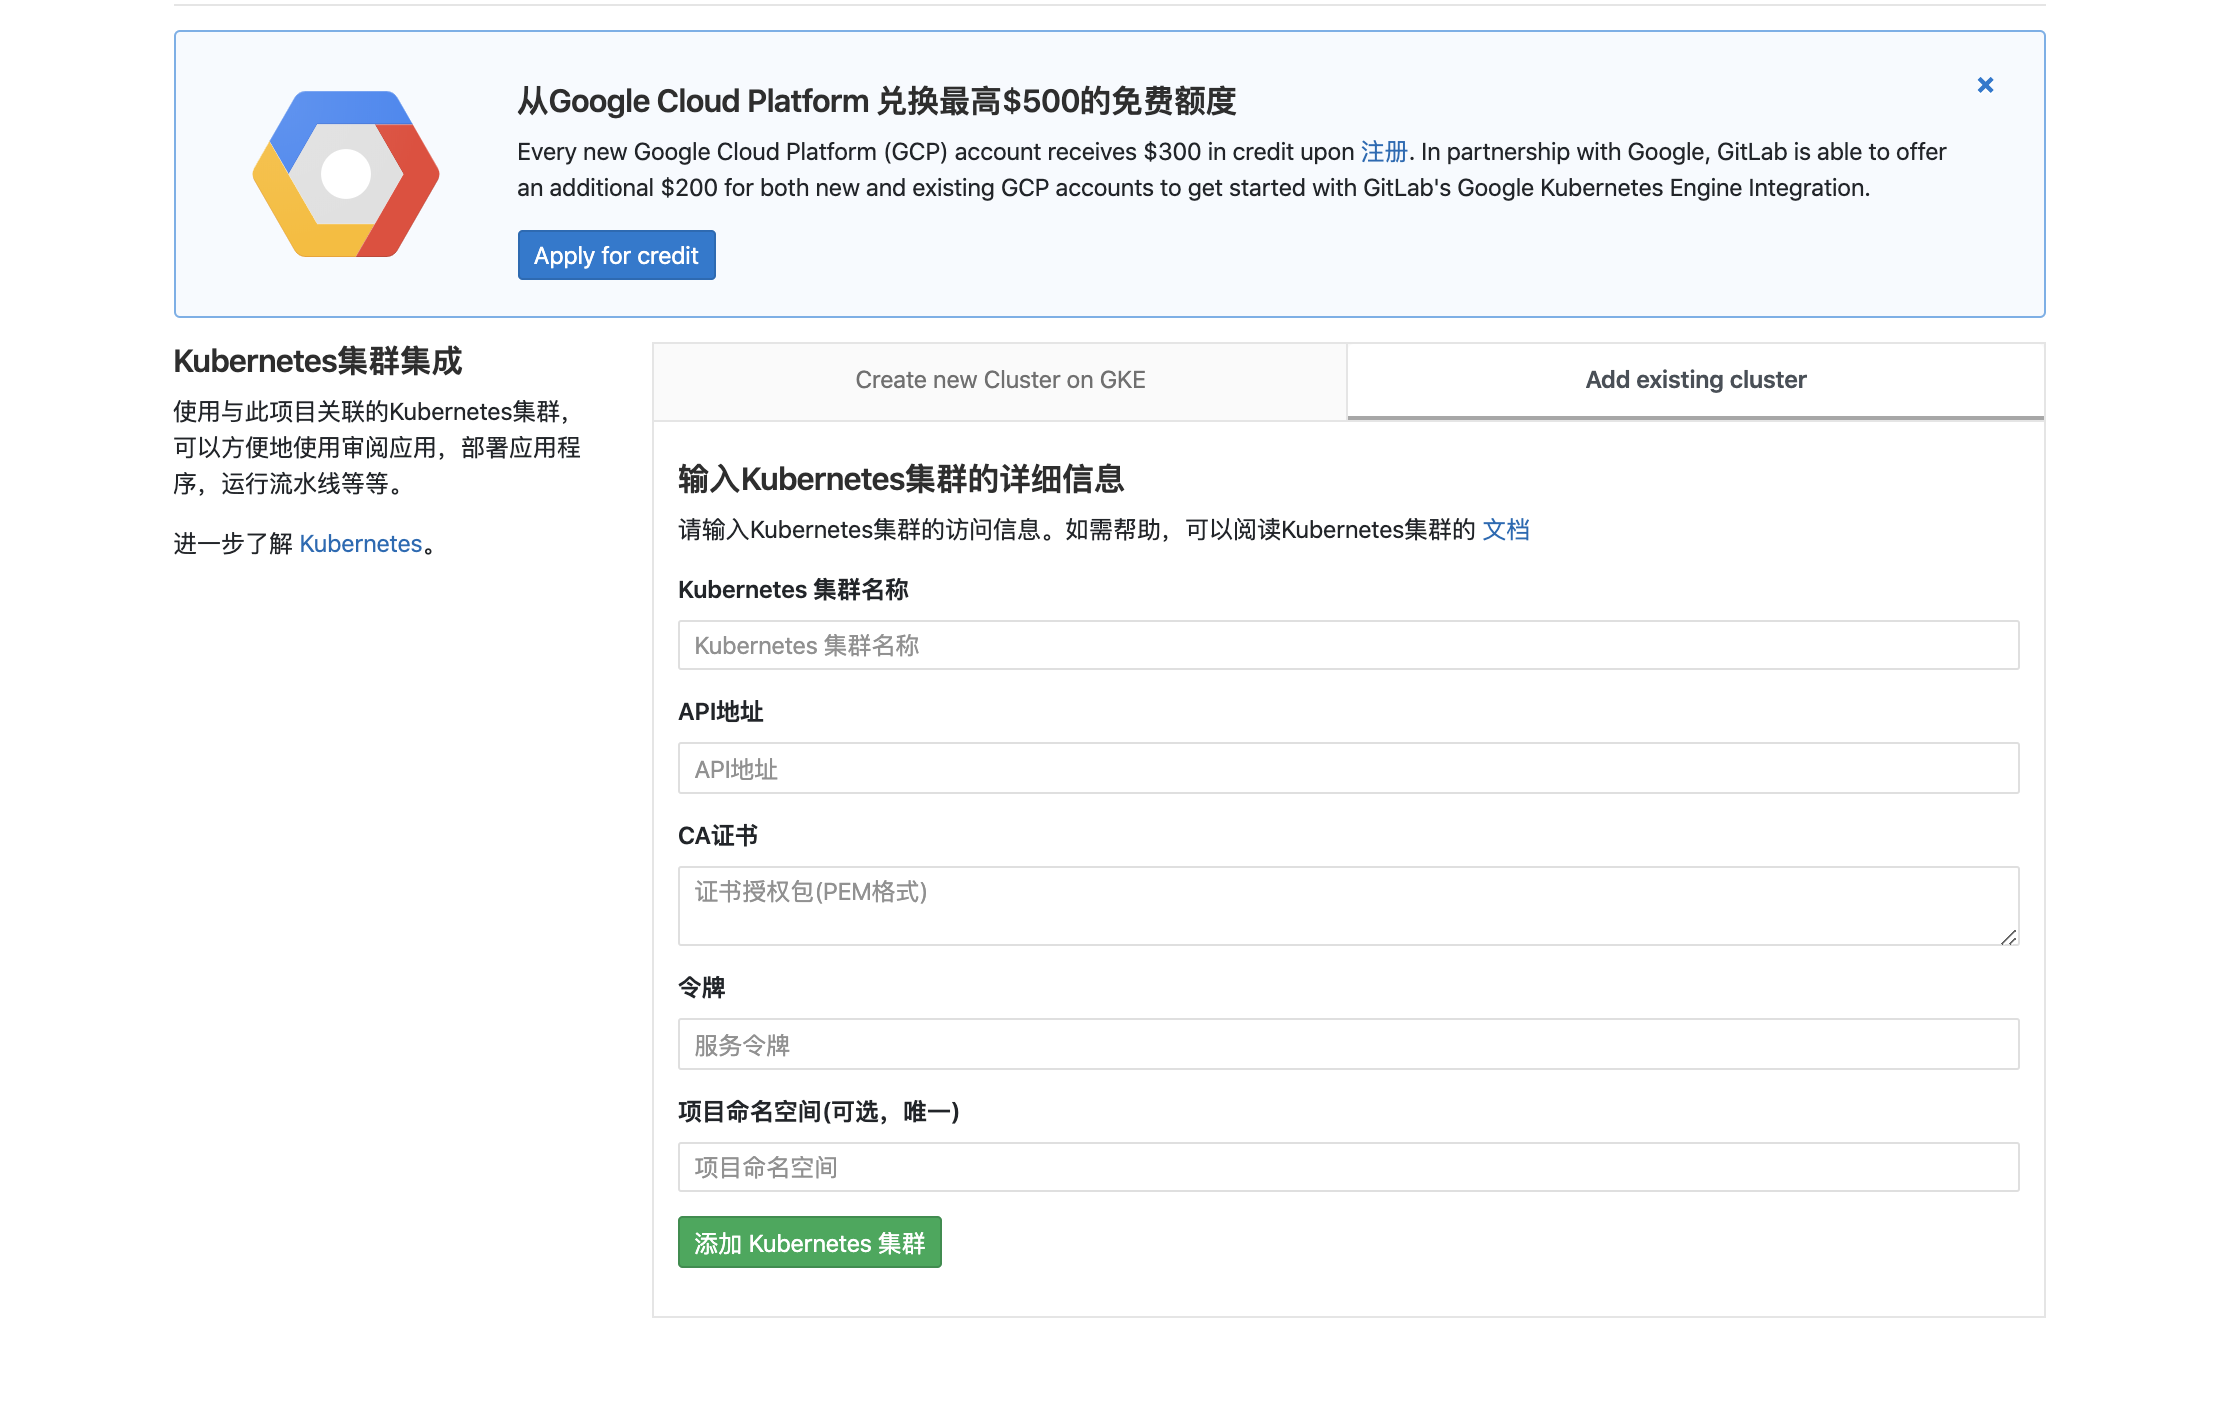 从Google Cloud Platform 兑换最高$500的免费额度
Every new Google Cloud Platform (GCP) account receives $300 in credit upon 注册. In partnership with Google, GitLab is able to offer
an additional $200 for both new and existing GCP accounts to get started with GitLab's Google Kubernetes Engine Integration.
Apply for credit
Kubernetes集群集成
使用与此项目关联的Kubernetes集群，
可以方便地使用审阅应用，部署应用程
序，运行流水线等等。
进一步了解 Kubernetes。
Create new Cluster on GKE
Add existing cluster
输入Kubernetes集群的详细信息
请输入Kubernetes集群的访问信息。如需帮助，可以阅读Kubernetes集群的 文档
Kubernetes 集群名称
Kubernetes 集群名称
API地址
API地址
CA证书
证书授权包(PEM格式)
令牌
服务令牌
项目命名空间(可选，唯一)
项目命名空间
添加 Kubernetes 集群